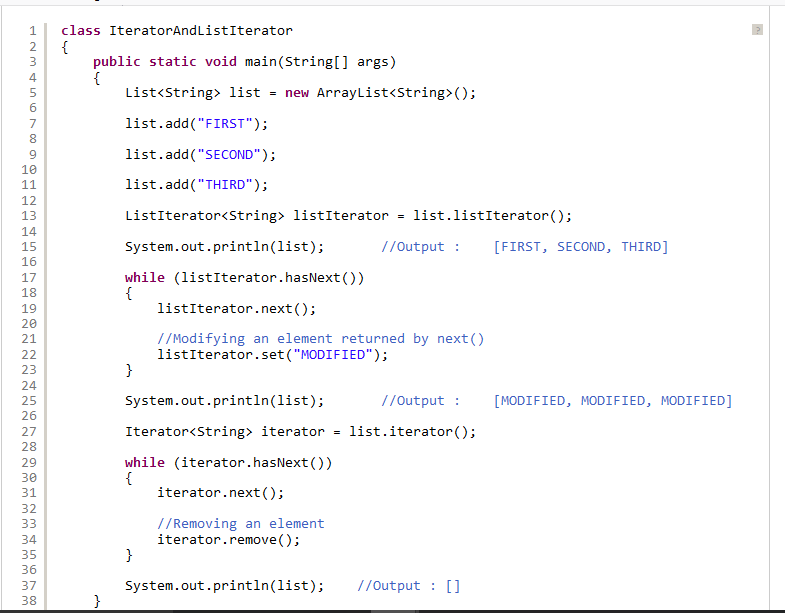 1 class IteratorAndListIterator
2 {
3     public static void main(String[] args)
4     {
5         List<String> list = new ArrayList<String>();
6
7         list.add("FIRST");
8
9         list.add("SECOND");
10
11         list.add("THIRD");
12
13         ListIterator<String> listIterator = list.listIterator();
14
15         System.out.println(list);       //Output :    [FIRST, SECOND, THIRD]
16
17         while (listIterator.hasNext())
18         {
19             listIterator.next();
20
21             //Modifying an element returned by next()
22             listIterator.set("MODIFIED");
23         }
24
25         System.out.println(list);       //Output :    [MODIFIED, MODIFIED, MODIFIED]
26
27         Iterator<String> iterator = list.iterator();
28
29         while (iterator.hasNext())
30         {
31             iterator.next();
32
33             //Removing an element
34             iterator.remove();
35         }
36
37         System.out.println(list);    //Output : []
38     }